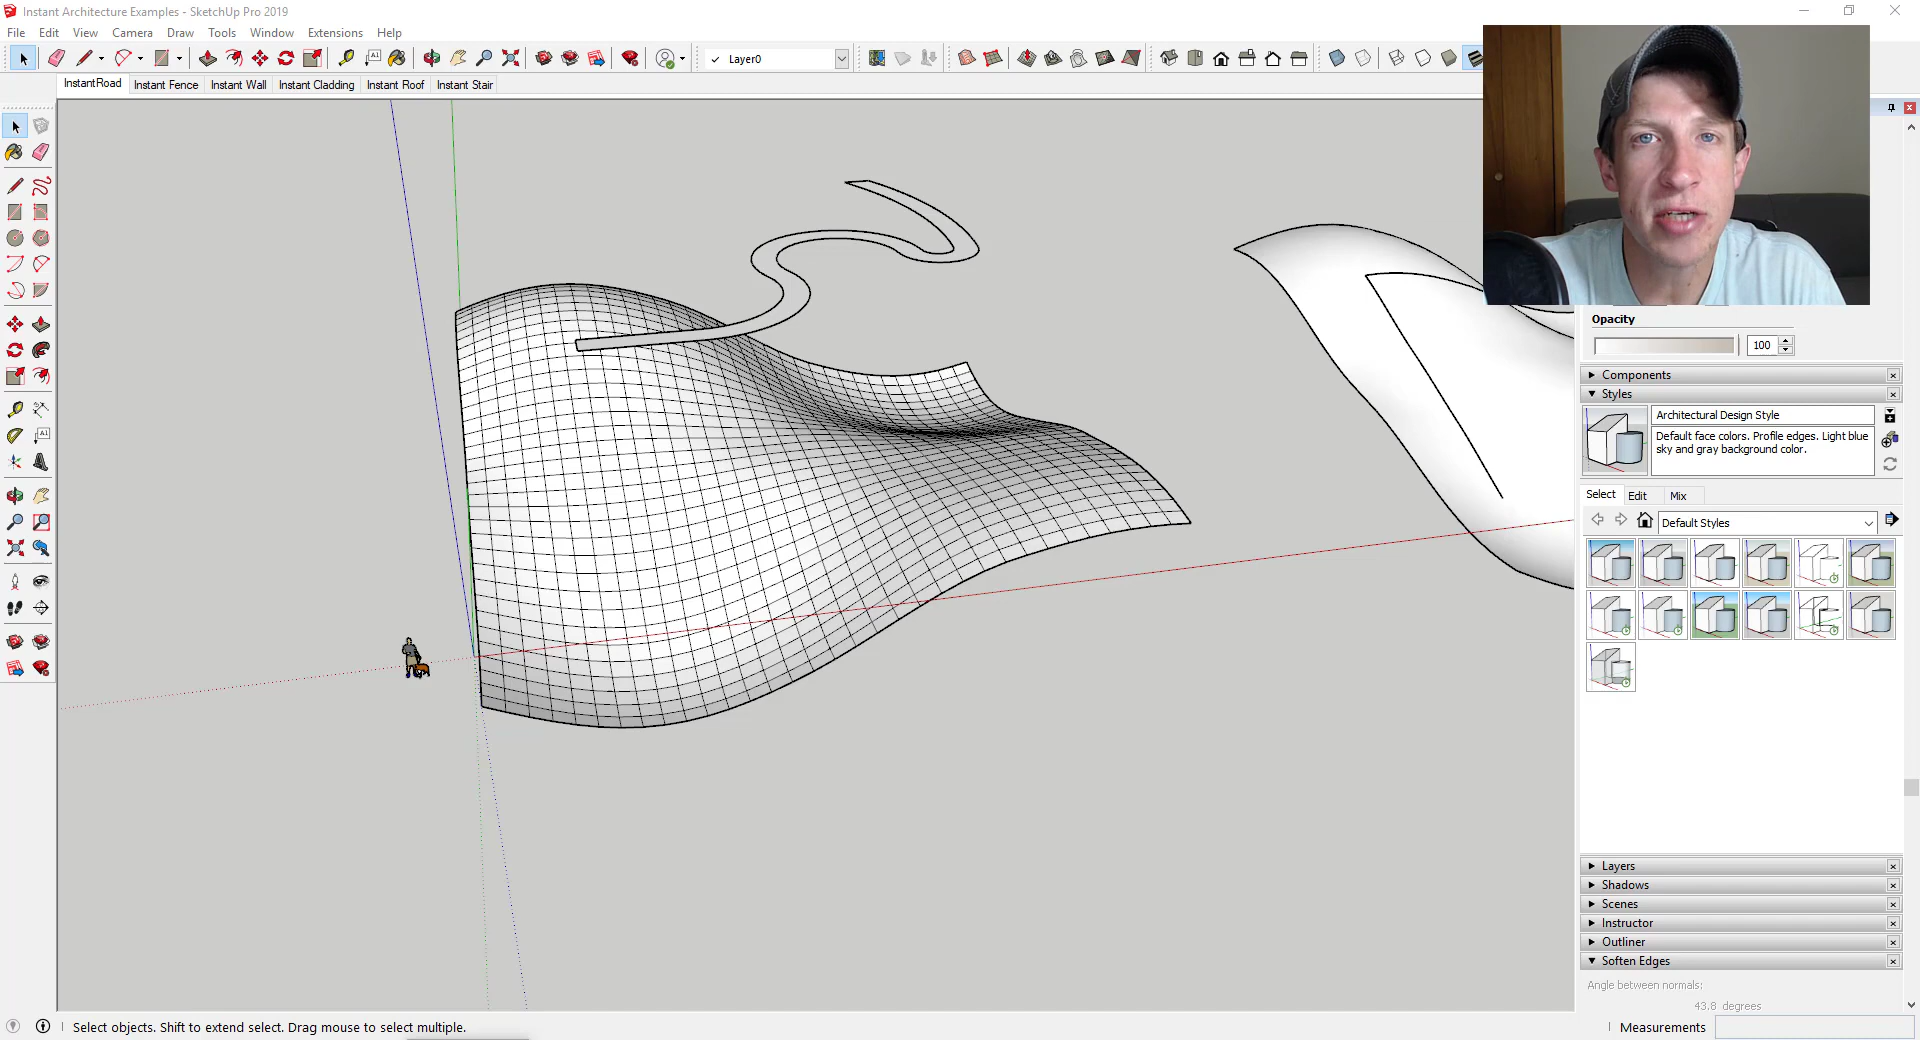 Instant Architecture Examples - SketchUp Pro 2019
File Edit View Camera Draw Tools Window Extensions Help
A1 Layer0
InstantRoad Instant Fence Instant Wall Instant Cladding Instant Roof Instant Stair
A1
Opacity
100
Components
Styles
Architectural Design Style
Default face colors. Profile edges. Light blue
sky and gray background color.
Select Edit Mix
Default Styles
Layers
Shadows
Scenes
Instructor
Outliner
Soften Edges
Angle between normals:
43.8 degrees
Select objects. Shift to extend select. Drag mouse to select multiple.
Measurements